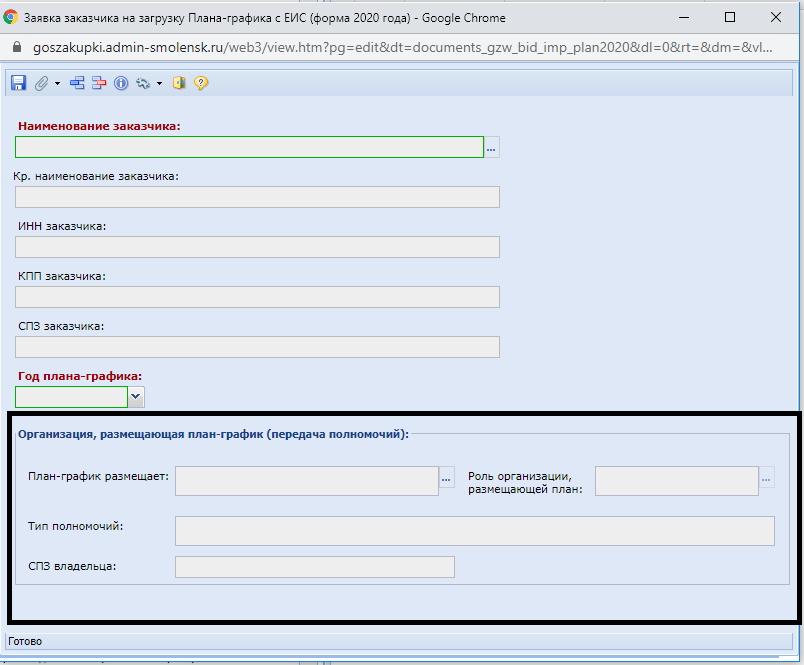 Заявка заказчика на загрузку Плана-графика с ЕИС (форма 2020 года) - Google Chrome
goszakupki.admin-smolensk.ru/web3/view.htm?pg=edit&dt=documents_gzw_bid_imp_plan2020&dl=0&rt=&dm=&vl...
Наименование заказчика:
...
Кр. наименование заказчика:
ИНН заказчика:
КПП заказчика:
СПЗ заказчика:
Год плана-графика:
Организация, размещающая план-график (передача полномочий):
План-график размещает: ... Роль организации, ...
размещающей план:
Тип полномочий:
СПЗ владельца:
Готово